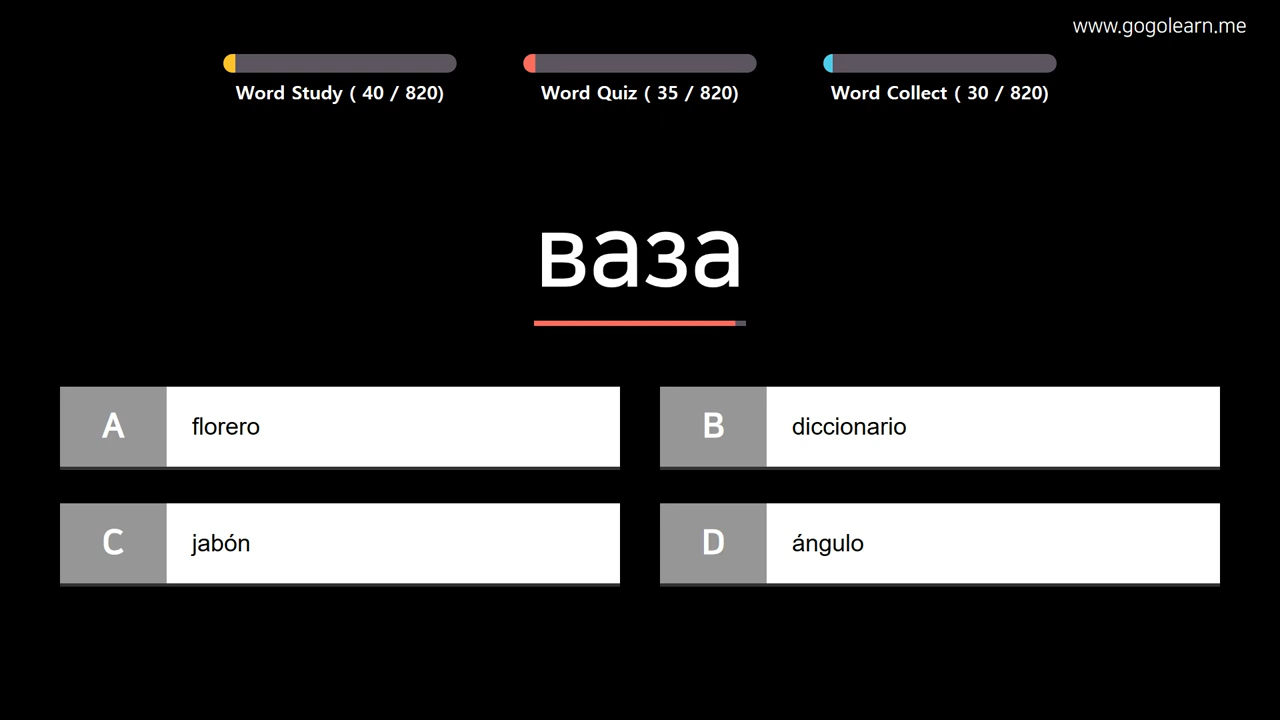 www.gogolearn.me
Word Study ( 40 / 820)
Word Quiz ( 35 / 820)
Word Collect ( 30 / 820)
ваза
A florero
B diccionario
C jabón
D ángulo